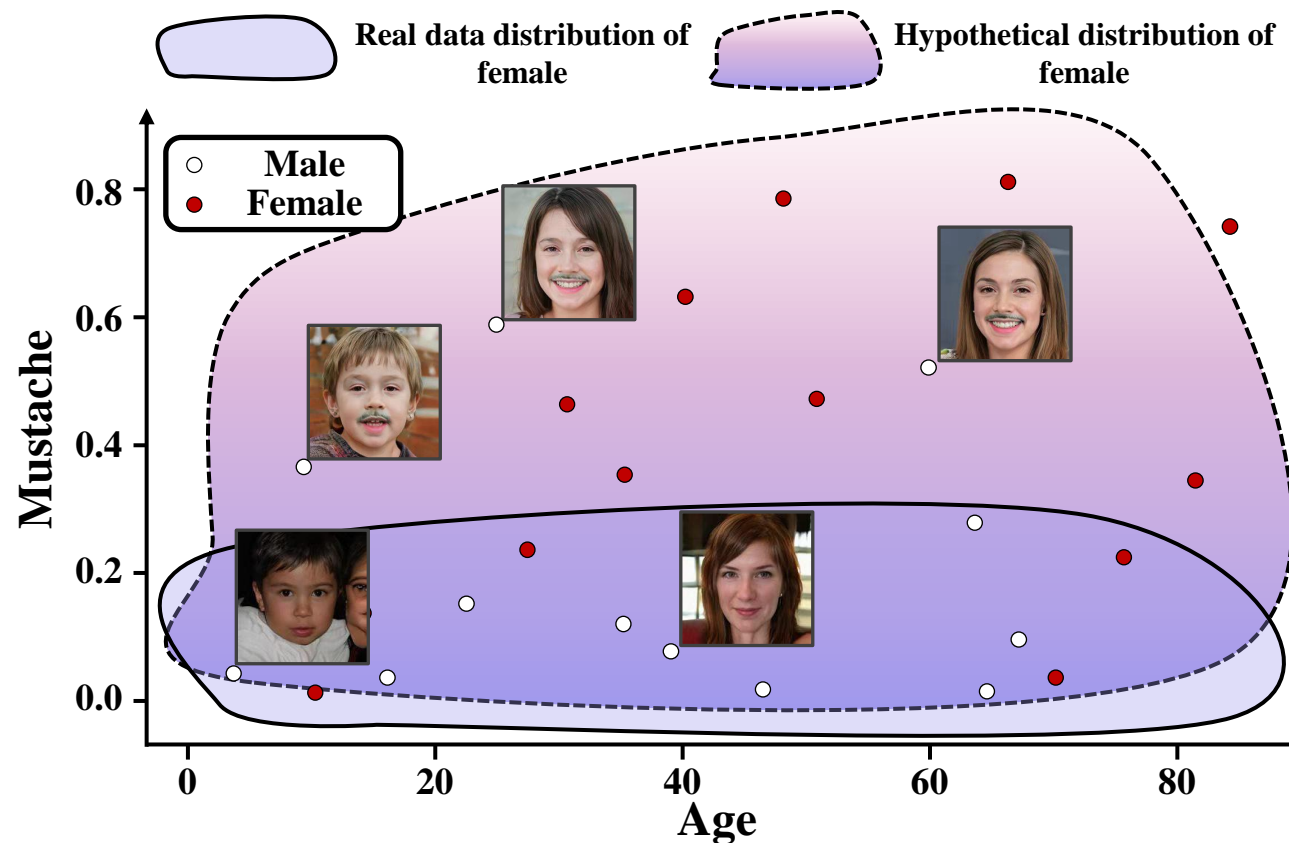 Real data distribution of
female
Hypothetical distribution of
female
Male
Female
0.8
0.6
0.4
0.2
0.0
Mustache
0
20
40
60
80
Age